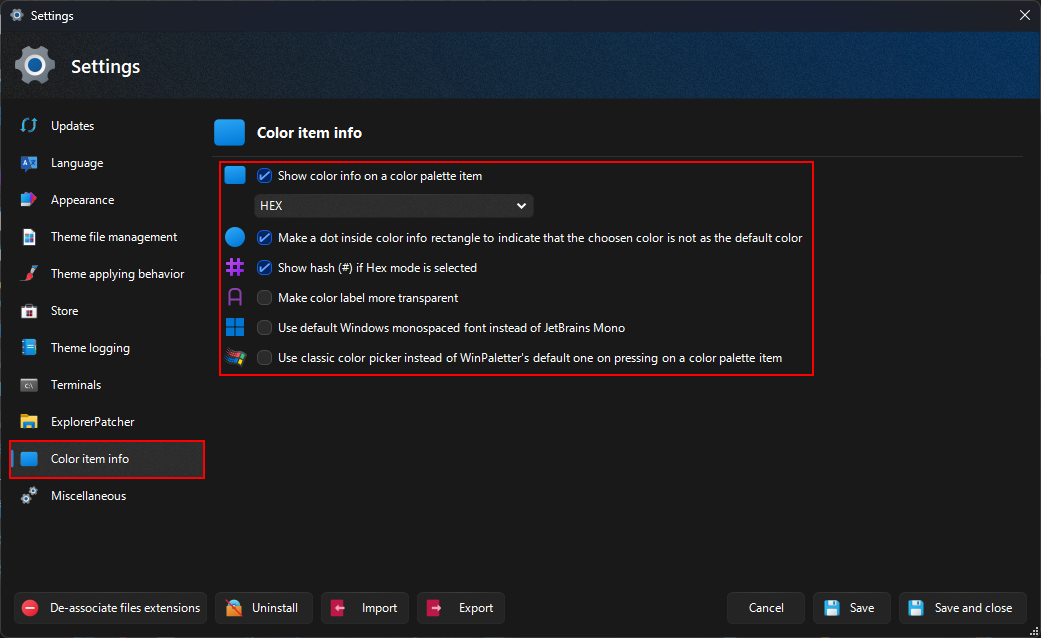 Settings
Settings
Updates
Language
Appearance
Theme file management
Theme applying behavior
Store
Theme logging
Terminals
ExplorerPatcher
Color item info
Miscellaneous
Color item info
Show color info on a color palette item
HEX
Make a dot inside color info rectangle to indicate that the choosen color is not as the default color
Show hash (#) if Hex mode is selected
Make color label more transparent
Use default Windows monospaced font instead of JetBrains Mono
Use classic color picker instead of WinPaletter's default one on pressing on a color palette item
De-associate files extensions
Uninstall
Import
Export
Cancel
Save
Save and close